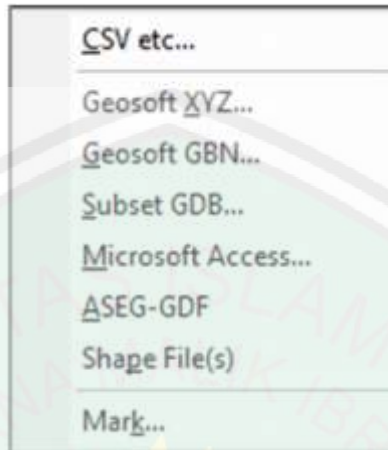 CSV etc...
Geosoft XYZ...
Geosoft GBN...
Subset GDB...
Microsoft Access...
ASEG-GDF
Shape File(s)
Mark...